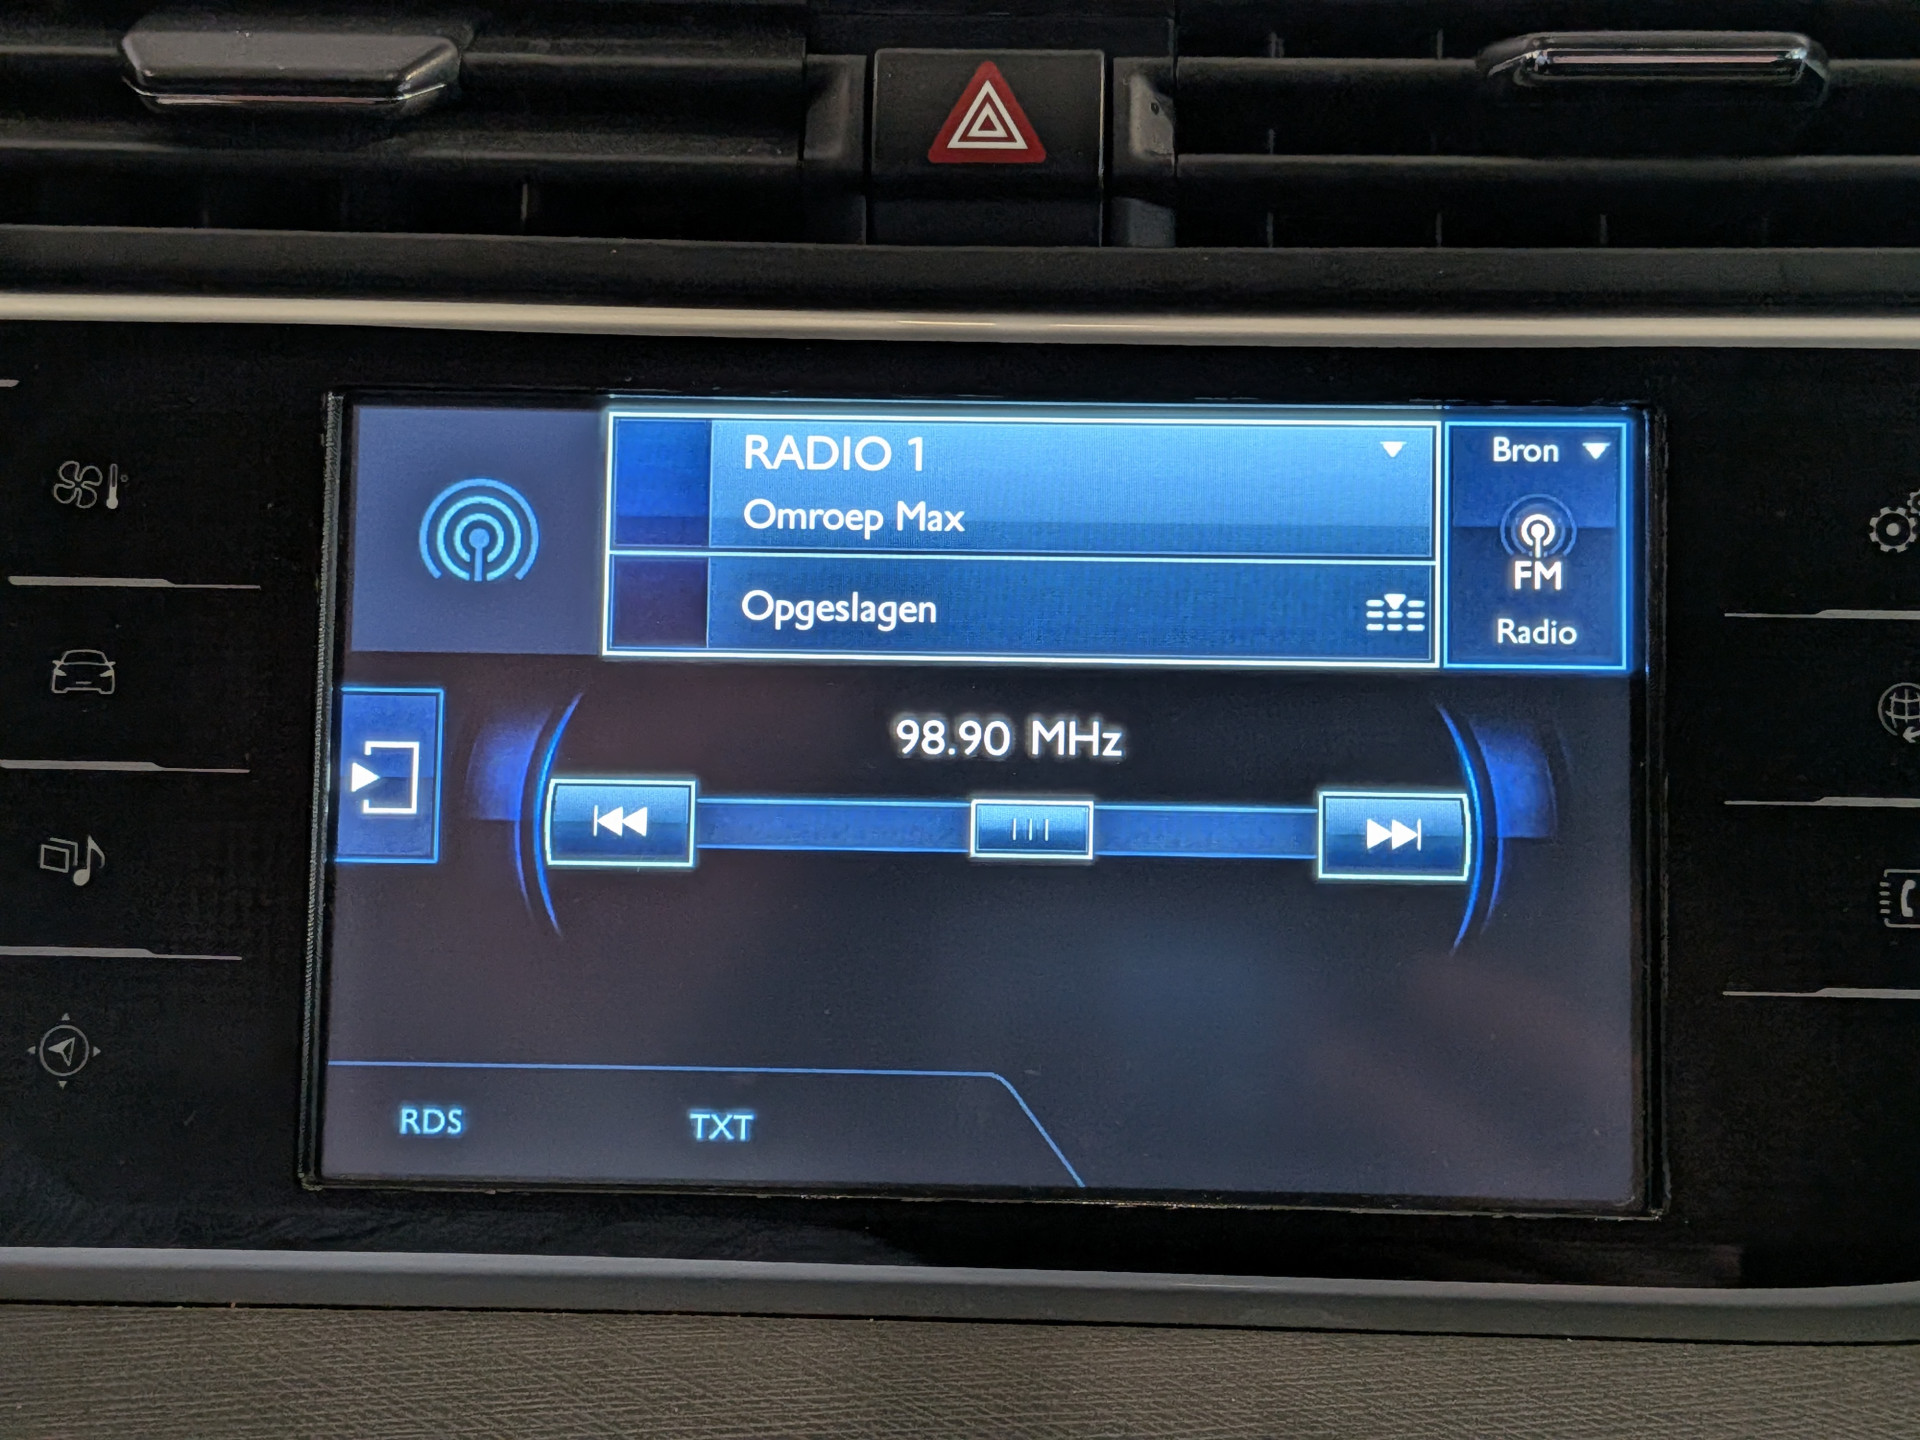 RADIO 1
Omroep Max
Opgeslagen
Bron
FM
Radio
98.90 MHz
RDS
TXT